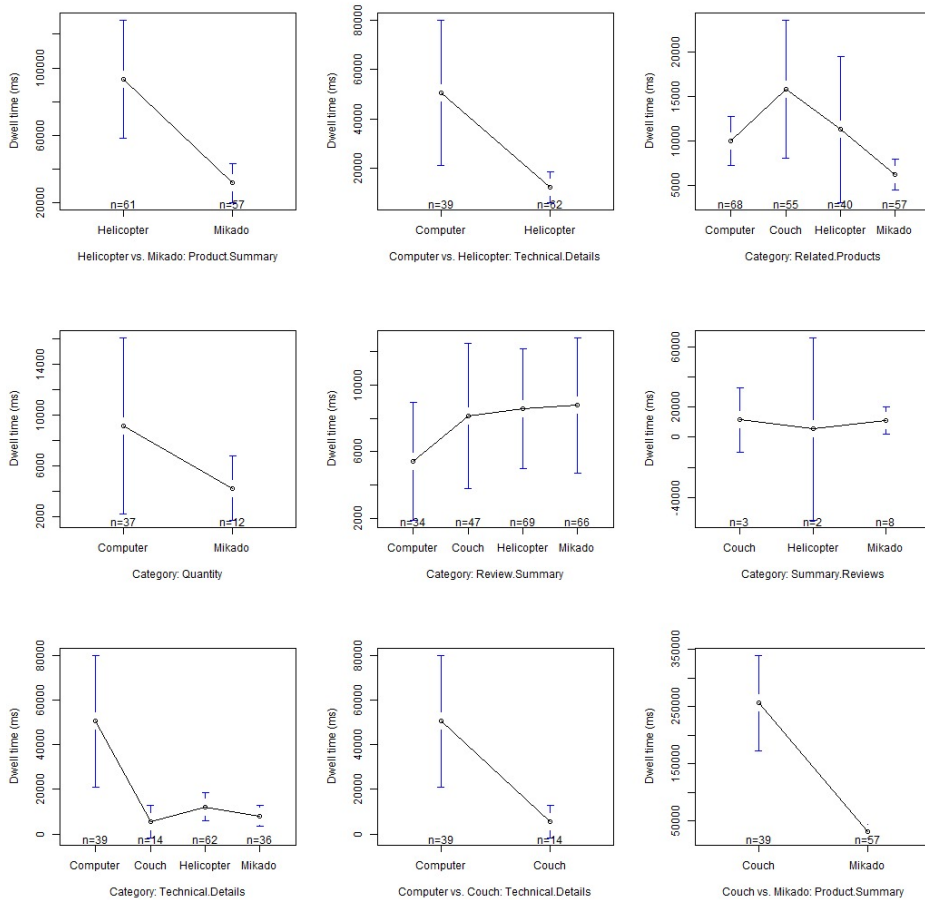 Dwell time (ms)
20000 60000 100000
n=61 n=57
Helicopter Mikado
Helicopter vs. Mikado: Product.Summary
Dwell time (ms)
20000 40000 60000 80000
n=39 n=62
Computer Helicopter
Computer vs. Helicopter: Technical.Details
Dwell time (ms)
5000 10000 15000 20000
n=68 n=55 n=40 n=57
Computer Couch Helicopter Mikado
Category: Related.Products
Dwell time (ms)
2000 6000 10000 14000
n=37 n=12
Computer Mikado
Category: Quantity
Dwell time (ms)
2000 6000 10000
n=34 n=47 n=69 n=66
Computer Couch Helicopter Mikado
Category: Review.Summary
Dwell time (ms)
-40000 0 20000 60000
n=3 n=2 n=8
Couch Helicopter Mikado
Category: Summary.Reviews
Dwell time (ms)
0 20000 40000 60000 80000
n=39 n=14 n=62 n=36
Computer Couch Helicopter Mikado
Category: Technical.Details
Dwell time (ms)
0 20000 40000 60000 80000
n=39 n=14
Computer Couch
Computer vs. Couch: Technical.Details
Dwell time (ms)
50000 150000 250000 350000
n=39 n=57
Couch Mikado
Couch vs. Mikado: Product.Summary